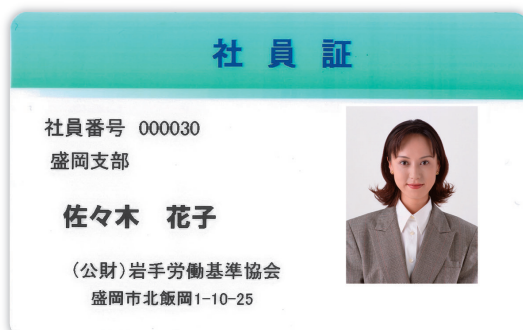 社員証
社員番号 000030
盛岡支部
佐々木 花子
(公財)岩手労働基準協会
盛岡市北飯岡1-10-25